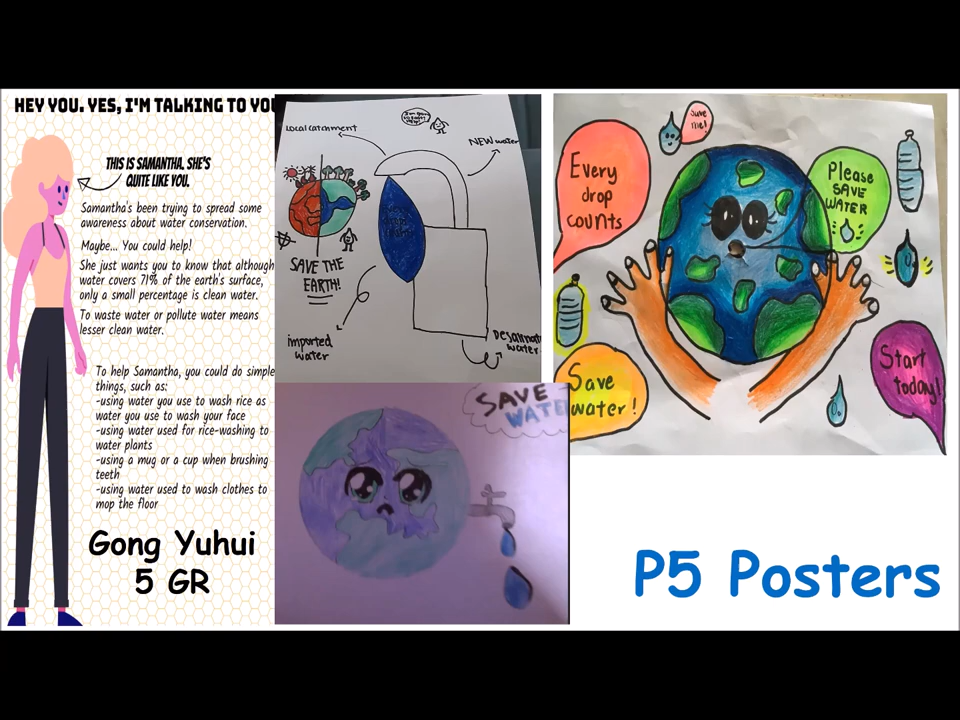 HEY YOU. YES, I'M TALKING TO YOU
THIS IS SAMANTHA. SHE'S
QUITE LIKE YOU.
Samantha's been trying to spread some
awareness about water conservation.
Maybe... You could help!
She just wants you to know that although
water covers 71% of the earth's surface,
only a small percentage is clean water.
To waste water or pollute water means
lesser clean water.
To help Samantha, you could do simple
things, such as:
-using water you use to wash rice as
water you use to wash your face
-using water used for rice-washing to
water plants
-using a mug or a cup when brushing
teeth
-using water used to wash clothes to
mop the floor
Gong Yuhui
5 GR
Local catchment
NEW water
SAVE THE
EARTH!
imported
water
Desalinat
water
SAVE
WATE
Save
me!
Every
drop
counts
Please
SAVE
WATER
Save
water!
Start
today!
P5 Posters